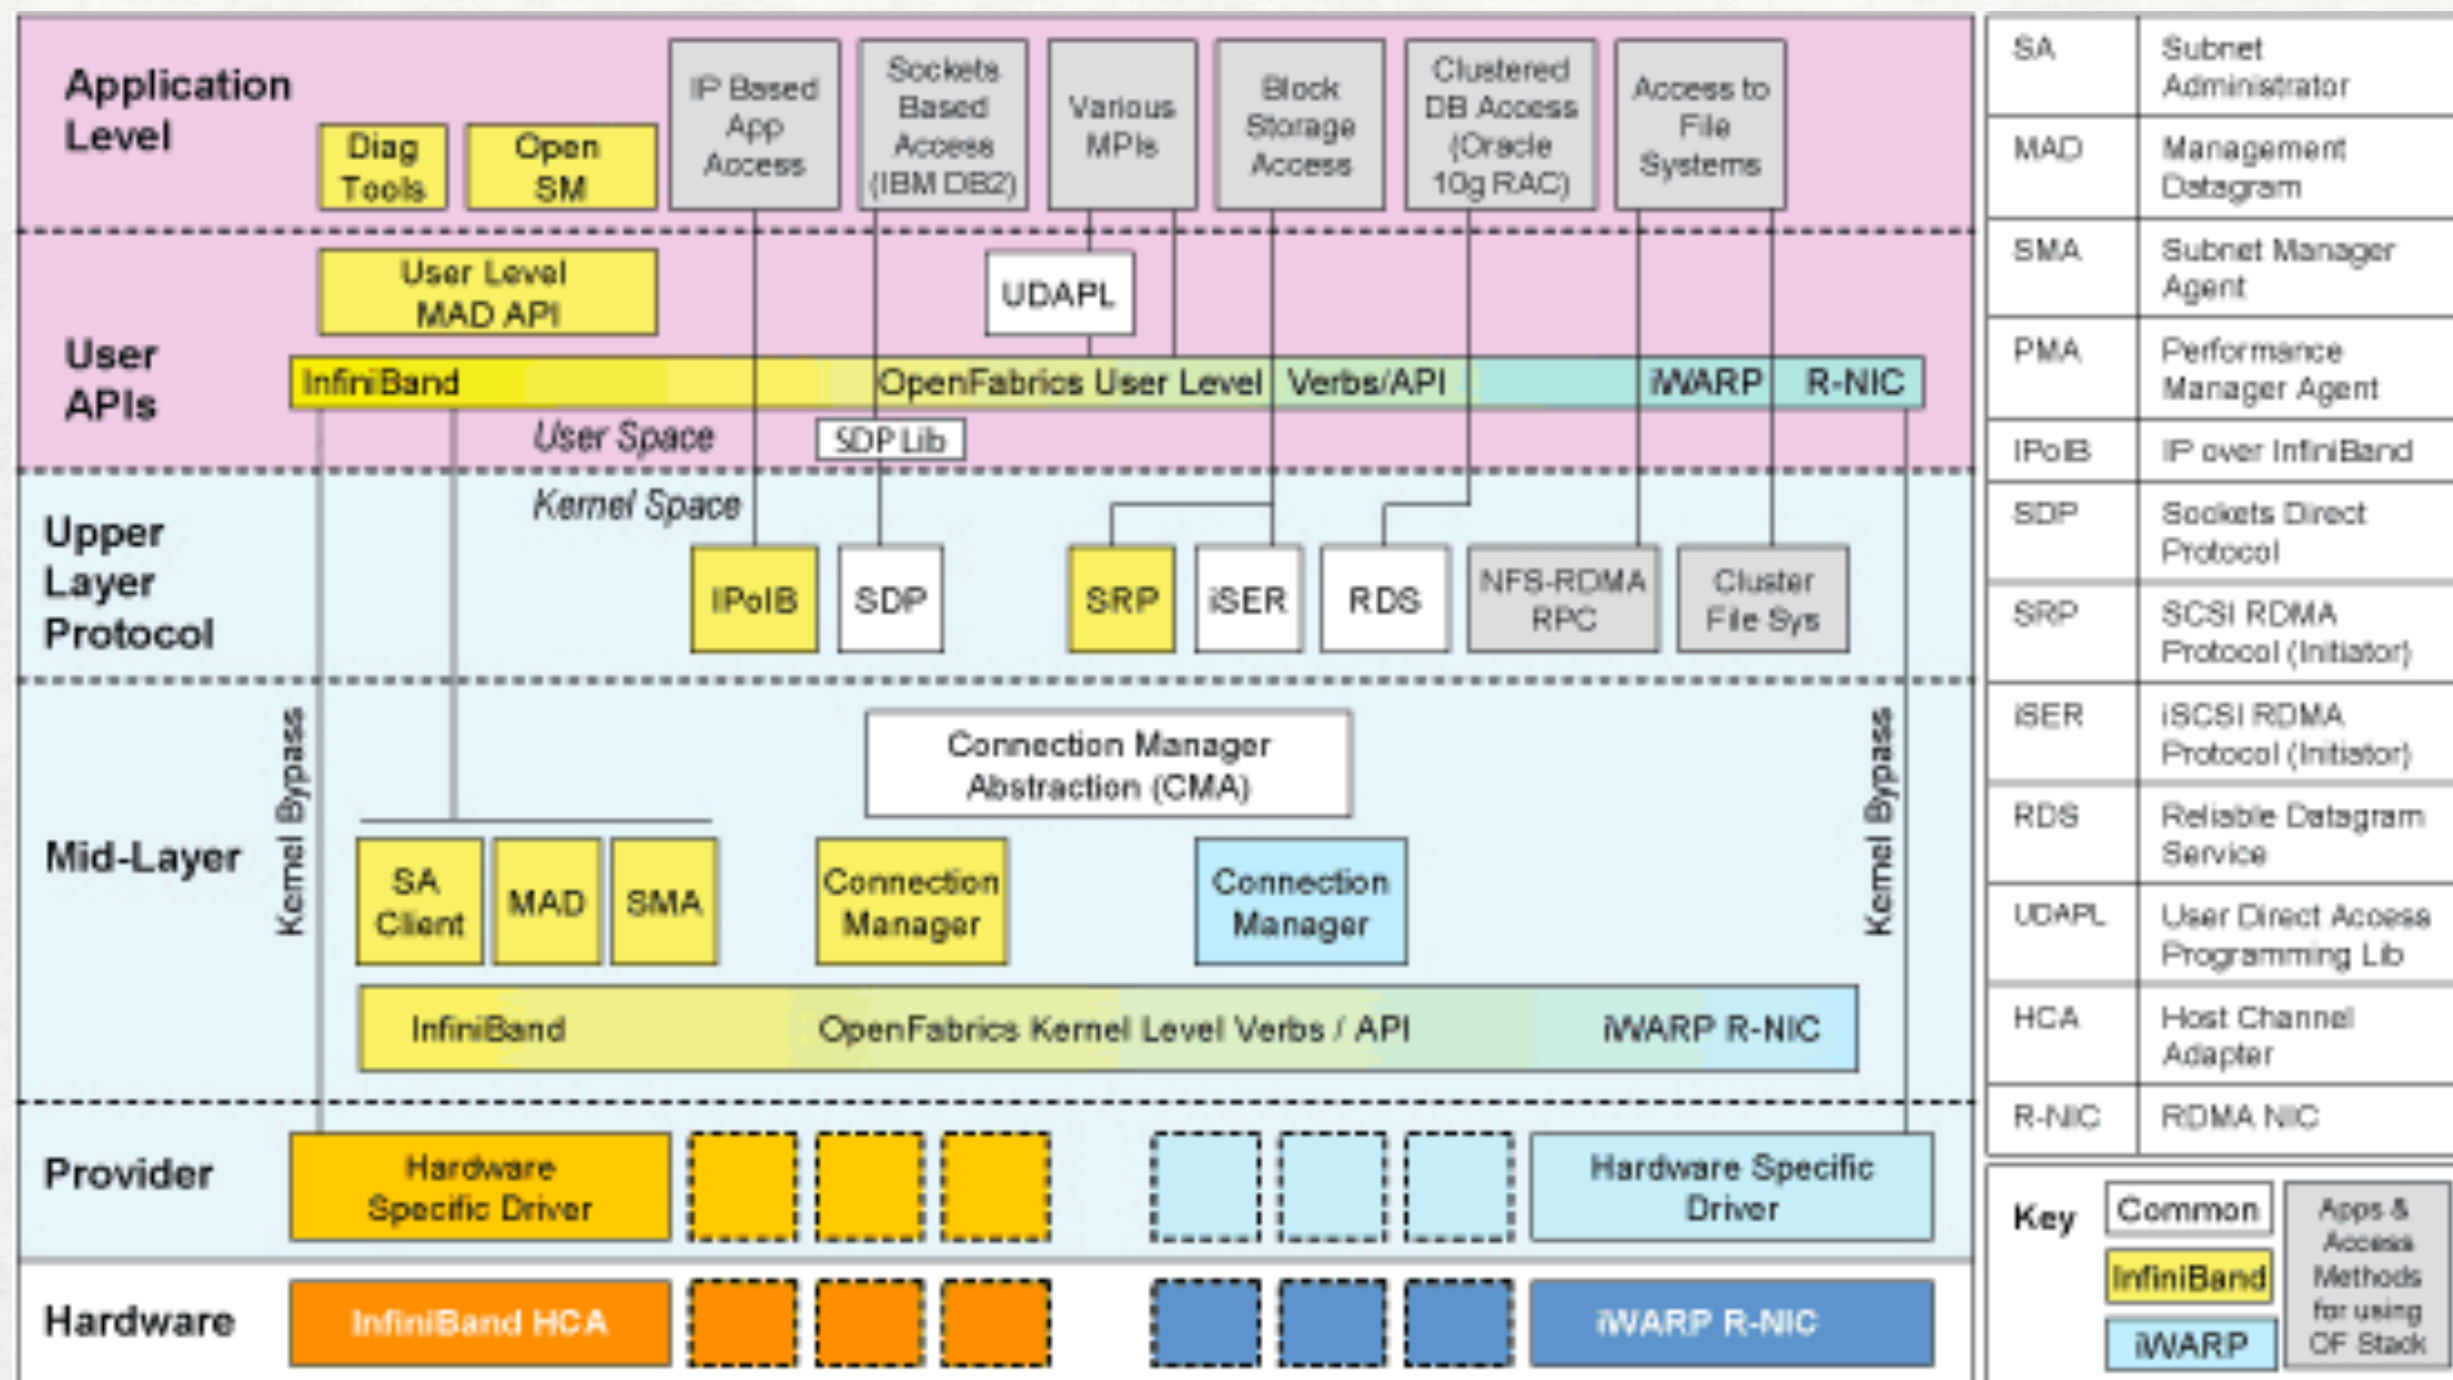 Application
Level
Diag
Tools
Open
SM
IP Based
App
Access
Sockets
Based
Access
(IBM DB2)
Various
MPIs
Block
Storage
Access
Clustered
DB Access
(Oracle
10g RAC)
Access to
File
Systems
User
APIs
User Level
MAD API
UDAPL
InfiniBand
OpenFabrics User Level Verbs/API
iWARP R-NIC
User Space
SDP Lib
Kernel Space
Upper
Layer
Protocol
IPoIB
SDP
SRP
iSER
RDS
NFS-RDMA
RPC
Cluster
File Sys
Mid-Layer
Kernel Bypass
Connection Manager
Abstraction (CMA)
SA
Client
MAD
SMA
Connection
Manager
Connection
Manager
Kernel Bypass
InfiniBand
OpenFabrics Kernel Level Verbs / API
iWARP R-NIC
Provider
Hardware
Specific Driver
Hardware Specific
Driver
Hardware
InfiniBand HCA
iWARP R-NIC
SA
Subnet
Administrator
MAD
Management
Datagram
SMA
Subnet Manager
Agent
PMA
Performance
Manager Agent
IPoIB
IP over InfiniBand
SDP
Sockets Direct
Protocol
SRP
SCSI RDMA
Protocol (Initiator)
iSER
iSCSI RDMA
Protocol (Initiator)
RDS
Reliable Datagram
Service
UDAPL
User Direct Access
Programming Lib
HCA
Host Channel
Adapter
R-NIC
RDMA NIC
Key
Common
InfiniBand
iWARP
Apps &
Access
Methods
for using
OF Stack